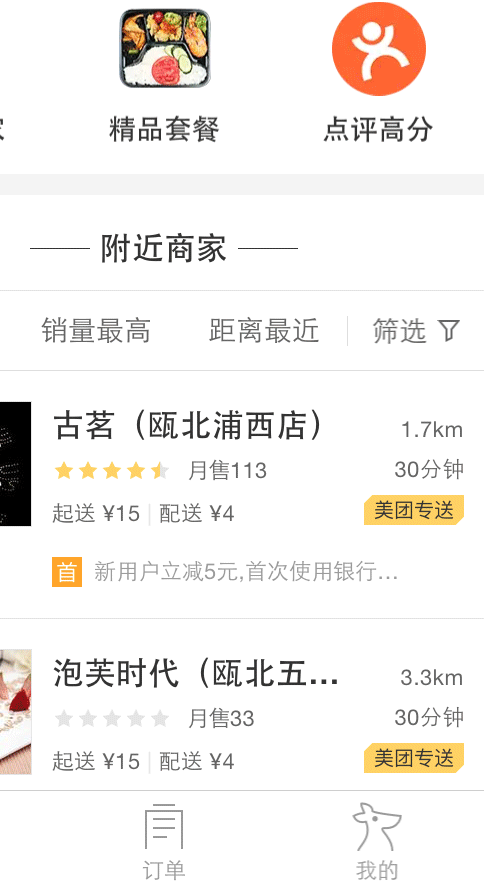 精品套餐 点评高分
附近商家
销量最高 距离最近 筛选
古茗（瓯北浦西店） 1.7km
月售113 30分钟
起送 ¥15 配送 ¥4 美团专送
首 新用户立减5元,首次使用银行…
泡芙时代（瓯北五... 3.3km
月售33 30分钟
起送 ¥15 配送 ¥4 美团专送
订单 我的